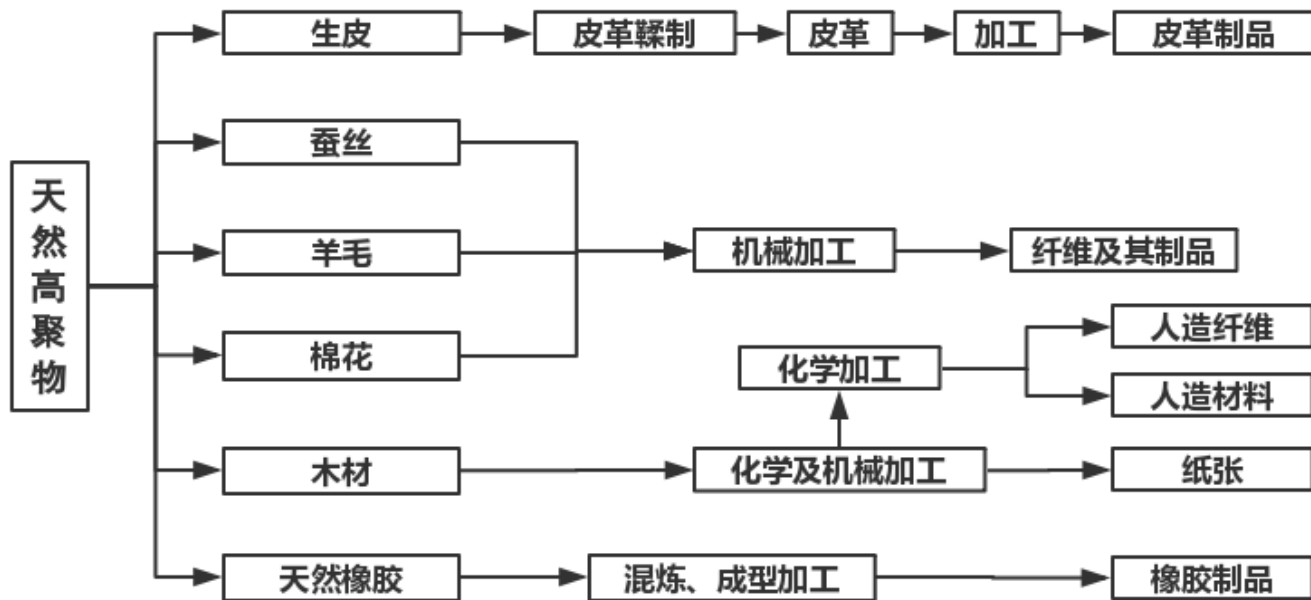 天然高聚物
生皮
皮革鞣制
皮革
加工
皮革制品
蚕丝
羊毛
棉花
机械加工
纤维及其制品
木材
化学及机械加工
化学加工
人造纤维
人造材料
纸张
天然橡胶
混炼、成型加工
橡胶制品